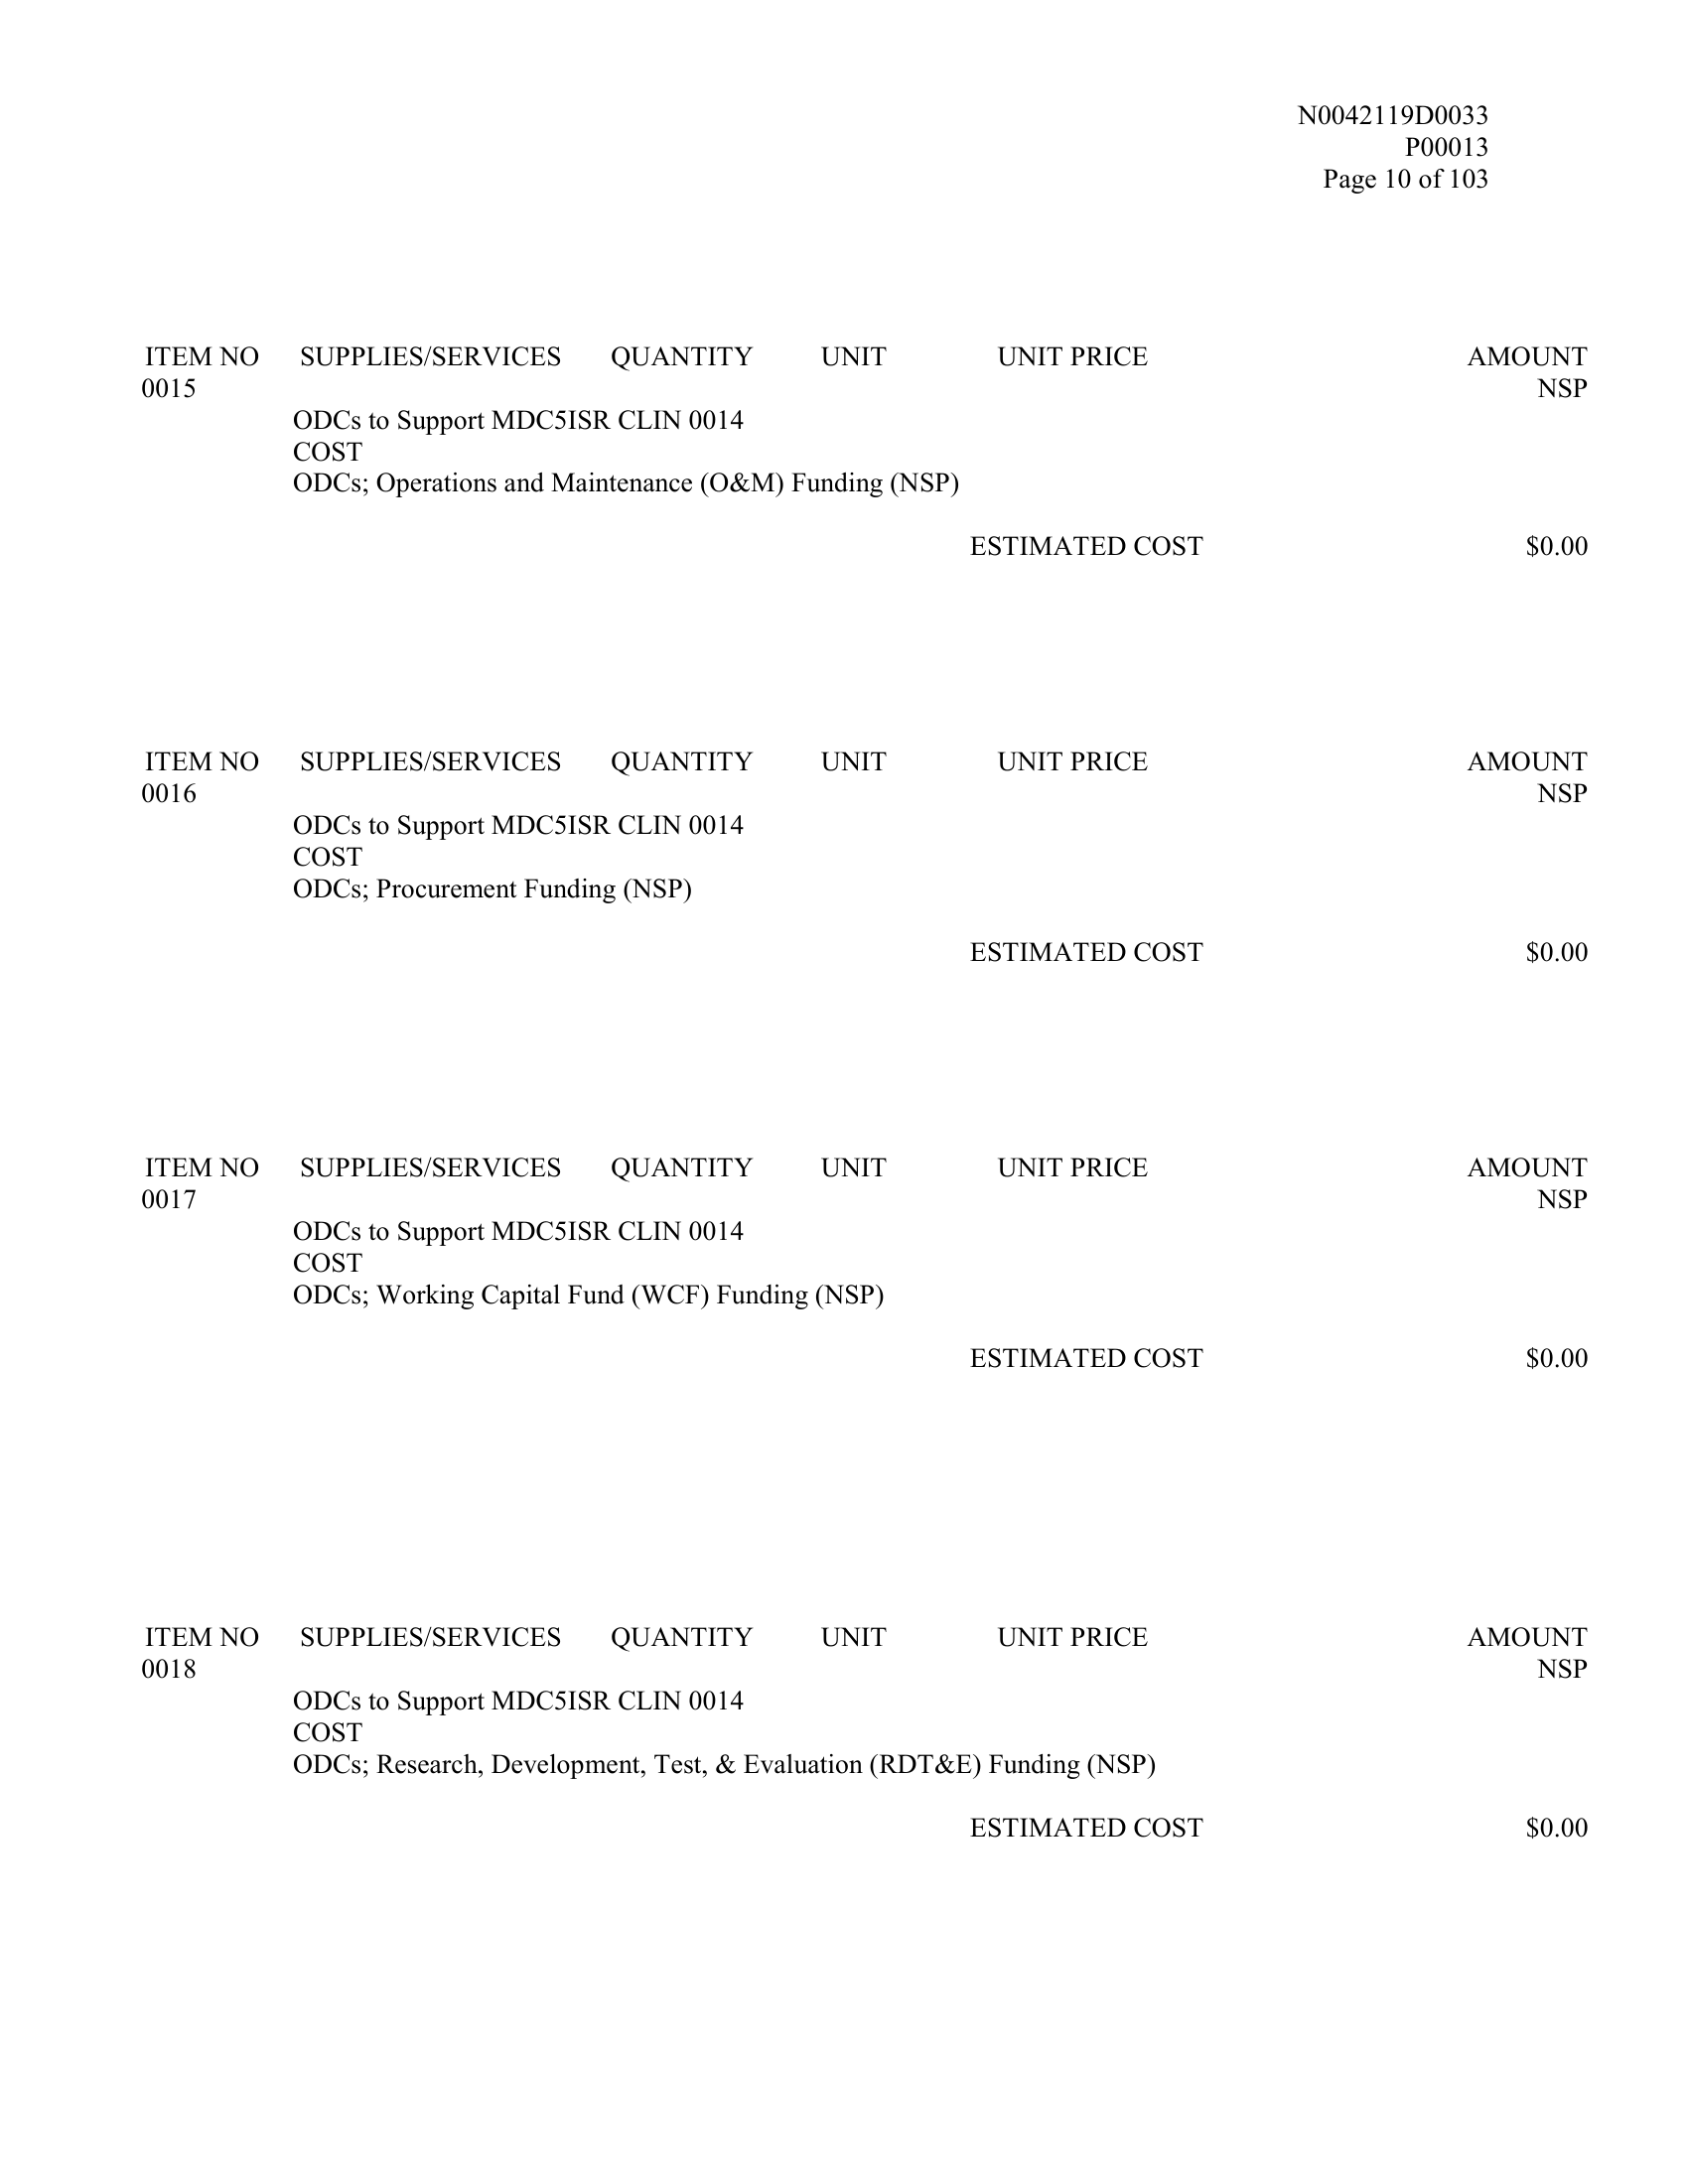 N0042119D0033
P00013
Page 10 of 103
ITEM NO SUPPLIES/SERVICES QUANTITY UNIT UNIT PRICE AMOUNT
0015 NSP
ODCs to Support MDC5ISR CLIN 0014
COST
ODCs; Operations and Maintenance (O&M) Funding (NSP)
ESTIMATED COST $0.00
ITEM NO SUPPLIES/SERVICES QUANTITY UNIT UNIT PRICE AMOUNT
0016 NSP
ODCs to Support MDC5ISR CLIN 0014
COST
ODCs; Procurement Funding (NSP)
ESTIMATED COST $0.00
ITEM NO SUPPLIES/SERVICES QUANTITY UNIT UNIT PRICE AMOUNT
0017 NSP
ODCs to Support MDC5ISR CLIN 0014
COST
ODCs; Working Capital Fund (WCF) Funding (NSP)
ESTIMATED COST $0.00
ITEM NO SUPPLIES/SERVICES QUANTITY UNIT UNIT PRICE AMOUNT
0018 NSP
ODCs to Support MDC5ISR CLIN 0014
COST
ODCs; Research, Development, Test, & Evaluation (RDT&E) Funding (NSP)
ESTIMATED COST $0.00